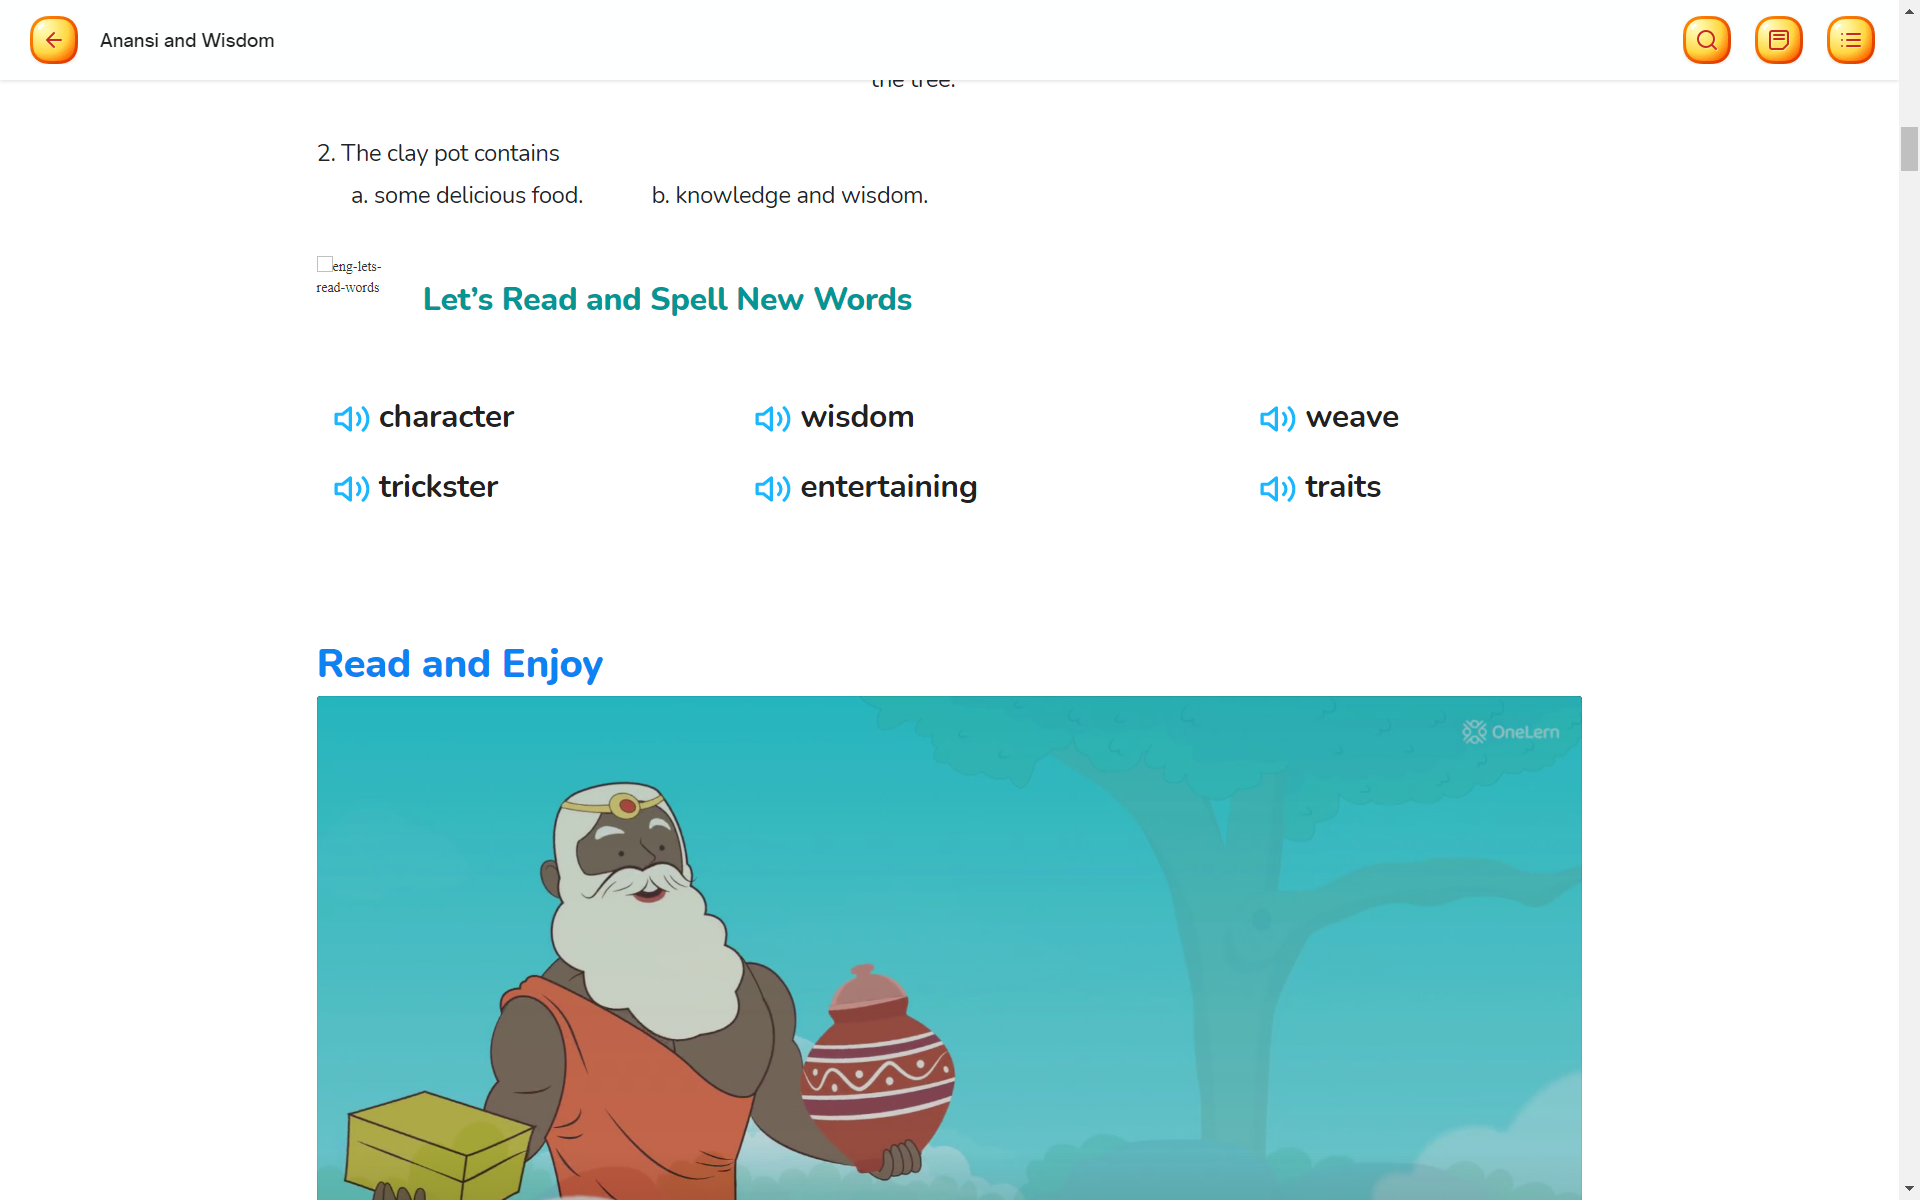 Anansi and Wisdom
the tree.
2. The clay pot contains
a. some delicious food. b. knowledge and wisdom.
eng-lets-
read-words
Let’s Read and Spell New Words
character wisdom weave
trickster entertaining traits
Read and Enjoy
OneLern